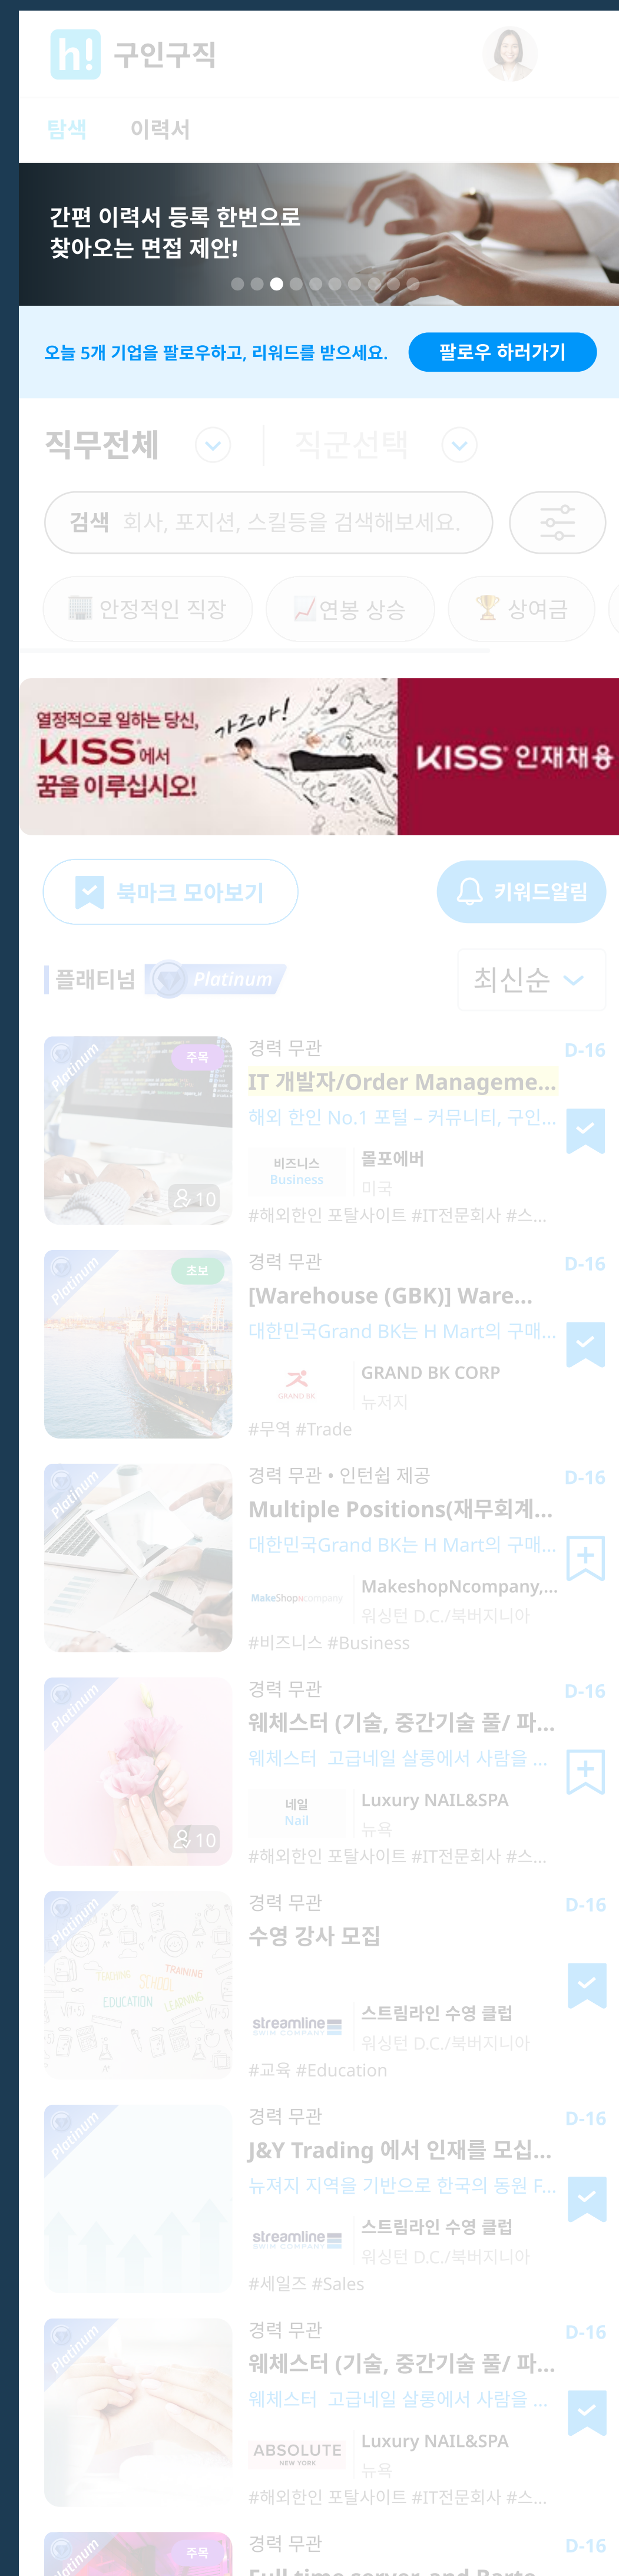 h! 구인구직
탐색 이력서
간편 이력서 등록 한번으로
찾아오는 면접 제안!
오늘 5개 기업을 팔로우하고, 리워드를 받으세요. 팔로우 하러가기
직무전체 직군선택
검색 회사, 포지션, 스킬등을 검색해보세요.
안정적인 직장 연봉 상승 상여금
열정적으로 일하는 당신,
KISS에서
꿈을 이루십시오!
가즈아!
KISS 인재채용
북마크 모아보기 키워드알림
플래티넘 Platinum 최신순
Platinum 주목
10
경력 무관 D-16
IT 개발자/Order Manageme...
해외 한인 No.1 포털 – 커뮤니티, 구인...
비즈니스
Business
몰포에버
미국
#해외한인 포탈사이트 #IT전문회사 #스...
Platinum 초보
경력 무관 D-16
[Warehouse (GBK)] Ware...
대한민국Grand BK는 H Mart의 구매...
GRAND BK
GRAND BK CORP
뉴저지
#무역 #Trade
Platinum
경력 무관 • 인턴쉽 제공 D-16
Multiple Positions(재무회계...
대한민국Grand BK는 H Mart의 구매...
MakeShopNcompany
MakeshopNcompany,...
워싱턴 D.C./북버지니아
#비즈니스 #Business
Platinum
10
경력 무관 D-16
웨체스터 (기술, 중간기술 풀/ 파...
웨체스터 고급네일 살롱에서 사람을 ...
네일
Nail
Luxury NAIL&SPA
뉴욕
#해외한인 포탈사이트 #IT전문회사 #스...
Platinum
TEACHING SCHOOL TRAINING
EDUCATION LEARNING
경력 무관 D-16
수영 강사 모집
streamline
SWIM COMPANY
스트림라인 수영 클럽
워싱턴 D.C./북버지니아
#교육 #Education
Platinum
경력 무관 D-16
J&Y Trading 에서 인재를 모십...
뉴져지 지역을 기반으로 한국의 동원 F...
streamline
SWIM COMPANY
스트림라인 수영 클럽
워싱턴 D.C./북버지니아
#세일즈 #Sales
Platinum
경력 무관 D-16
웨체스터 (기술, 중간기술 풀/ 파...
웨체스터 고급네일 살롱에서 사람을 ...
ABSOLUTE
NEW YORK
Luxury NAIL&SPA
뉴욕
#해외한인 포탈사이트 #IT전문회사 #스...
Platinum 주목
경력 무관 D-16
Full time server and Parte